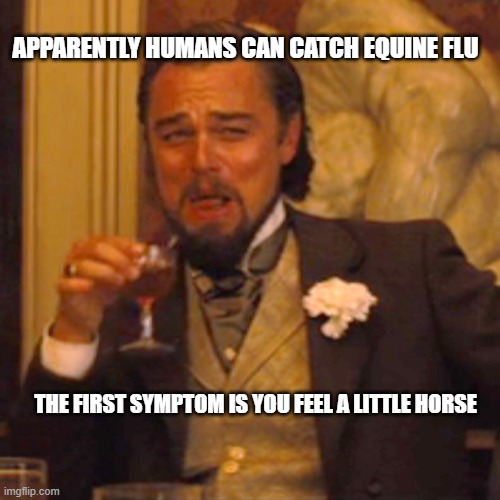 APPARENTLY HUMANS CAN CATCH EQUINE FLU
THE FIRST SYMPTOM IS YOU FEEL A LITTLE HORSE
imgflip.com